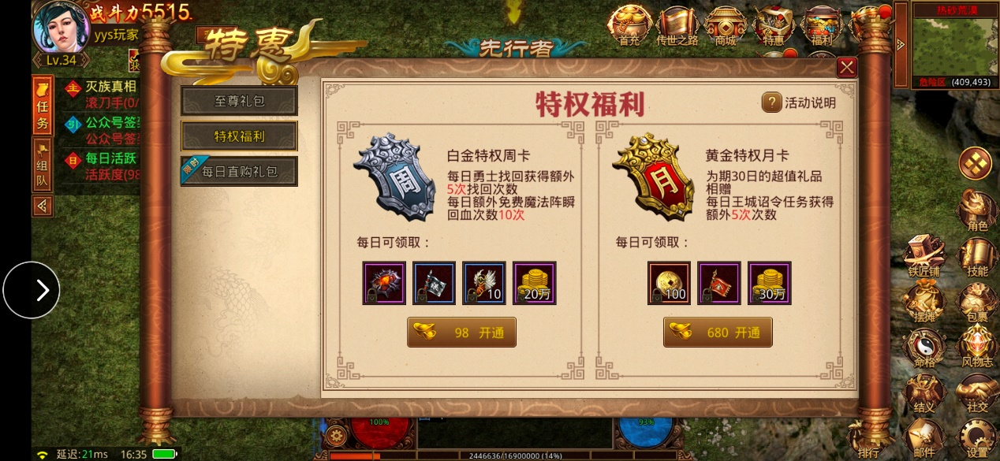 战斗力5515
yys玩家
Lv.34
任务
组队
灭族真相
滚刀手(0/
公众号签
公众号签
每日活跃
活跃度(98
主
引
日
特惠
先行者
首充
传世之路
商城
特惠
福利
热砂荒漠
危险区 (409,493)
至尊礼包
特权福利
限时
每日直购礼包
特权福利
? 活动说明
周
白金特权周卡
每日勇士找回获得额外
5次找回次数
每日额外免费魔法阵瞬
回血次数10次
每日可领取：
10
20万
98 开通
月
黄金特权月卡
为期30日的超值礼品
相赠
每日王城诏令任务获得
额外5次次数
每日可领取：
100
30万
680 开通
角色
铁匠铺
技能
摆摊
包裹
命格
风物志
结义
社交
排行
邮件
设置
100%
93%
2446636/16900000 (14%)
延迟:21ms 16:35